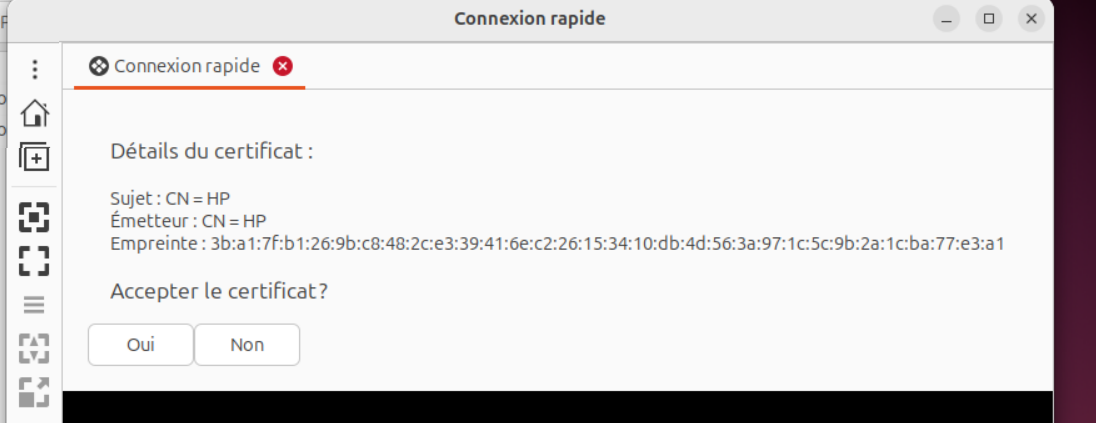 Connexion rapide
Connexion rapide
Détails du certificat :
Sujet : CN = HP
Émetteur : CN = HP
Empreinte : 3b:a1:7f:b1:26:9b:c8:48:2c:e3:39:41:6e:c2:26:15:34:10:db:4d:56:3a:97:1c:5c:9b:2a:1c:ba:77:e3:a1
Accepter le certificat?
Oui Non